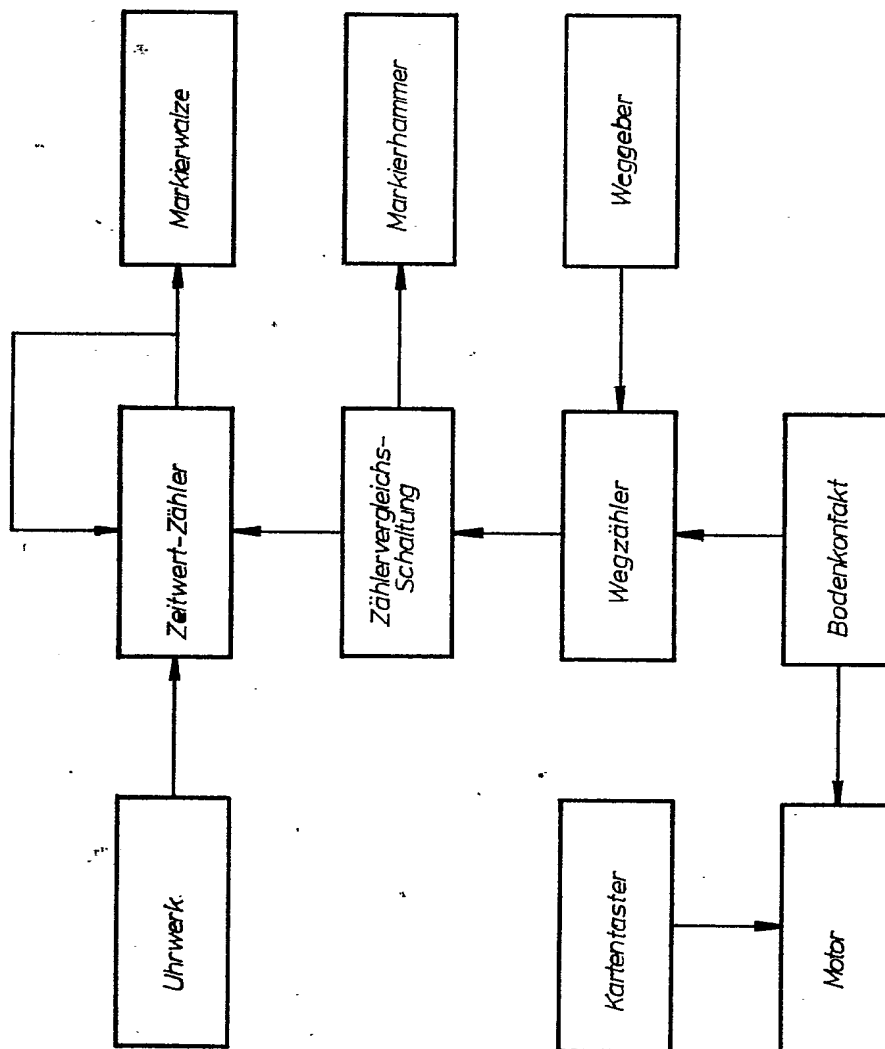 Uhrwerk
Zeitwert-Zähler
Markierwalze
Zählervergleichs-
Schaltung
Markierhammer
Kartentaster
Wegzähler
Weggeber
Motor
Bodenkontakt